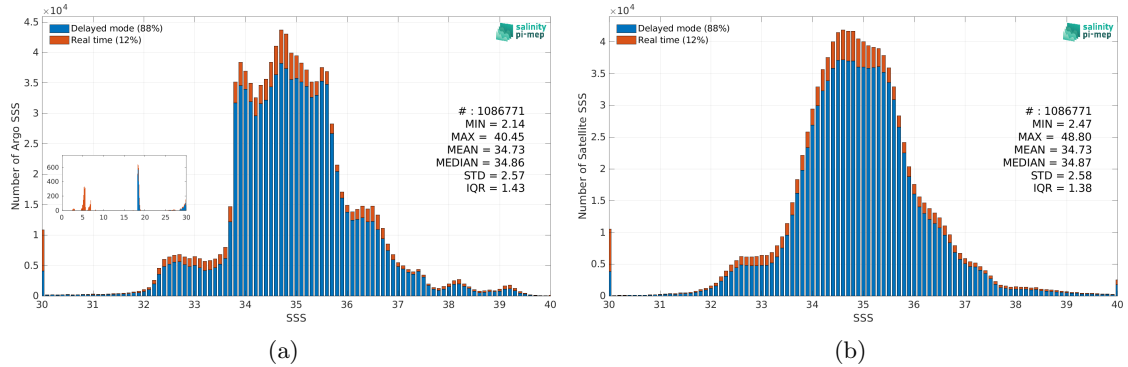 ×10⁴
Delayed mode (88%)
Real time (12%)
salinity
pi-mep
# : 1086771
MIN = 2.14
MAX = 40.45
MEAN = 34.73
MEDIAN = 34.86
STD = 2.57
IQR = 1.43
Number of Argo SSS
4.5
4
3.5
3
2.5
2
1.5
1
0.5
0
600
400
200
0
0 5 10 15 20 25 30
30 31 32 33 34 35 36 37 38 39 40
SSS
(a)
×10⁴
Delayed mode (88%)
Real time (12%)
salinity
pi-mep
# : 1086771
MIN = 2.47
MAX = 48.80
MEAN = 34.73
MEDIAN = 34.87
STD = 2.58
IQR = 1.38
Number of Satellite SSS
4
3.5
3
2.5
2
1.5
1
0.5
0
30 31 32 33 34 35 36 37 38 39 40
SSS
(b)